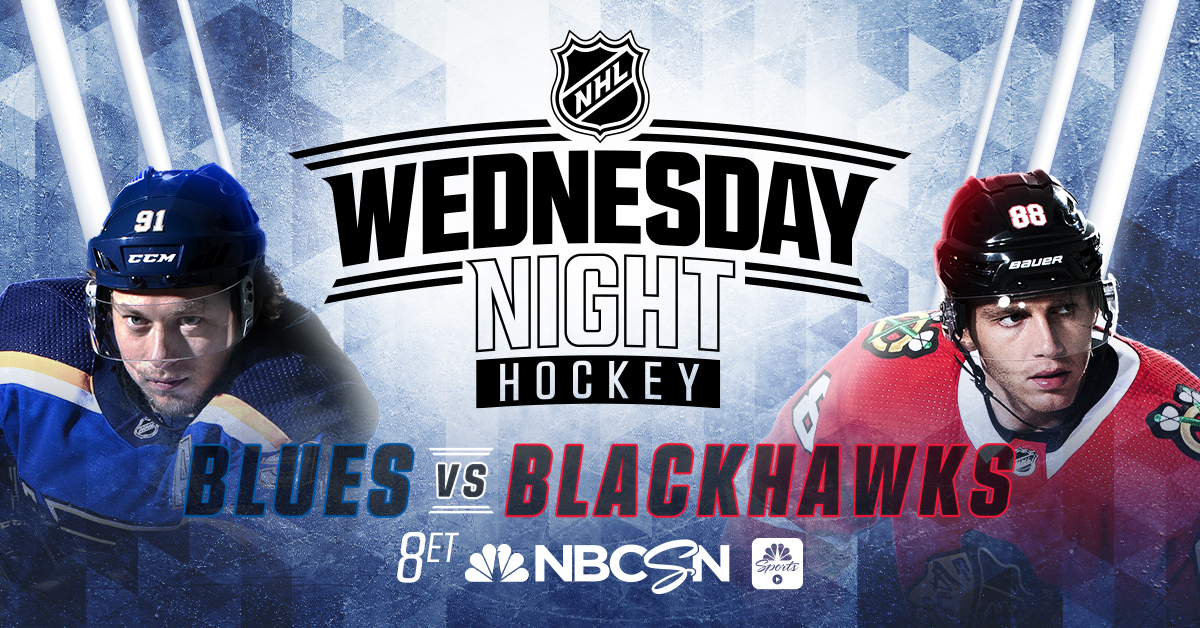 NHL
WEDNESDAY
NIGHT
HOCKEY
91
CCM
88
BAUER
BLUES VS BLACKHAWKS
8ET NBCSN Sports